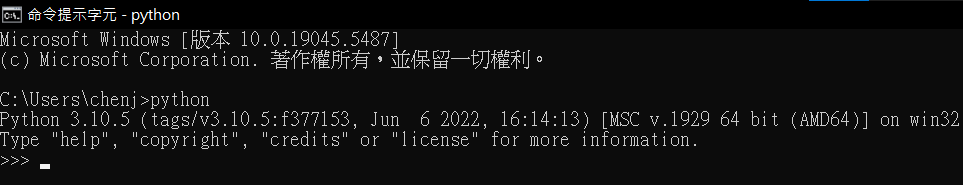 命令提示字元 - python
Microsoft Windows [版本 10.0.19045.5487]
(c) Microsoft Corporation. 著作權所有，並保留一切權利。
C:\Users\chenj>python
Python 3.10.5 (tags/v3.10.5:f377153, Jun  6 2022, 16:14:13) [MSC v.1929 64 bit (AMD64)] on win32
Type "help", "copyright", "credits" or "license" for more information.
>>>